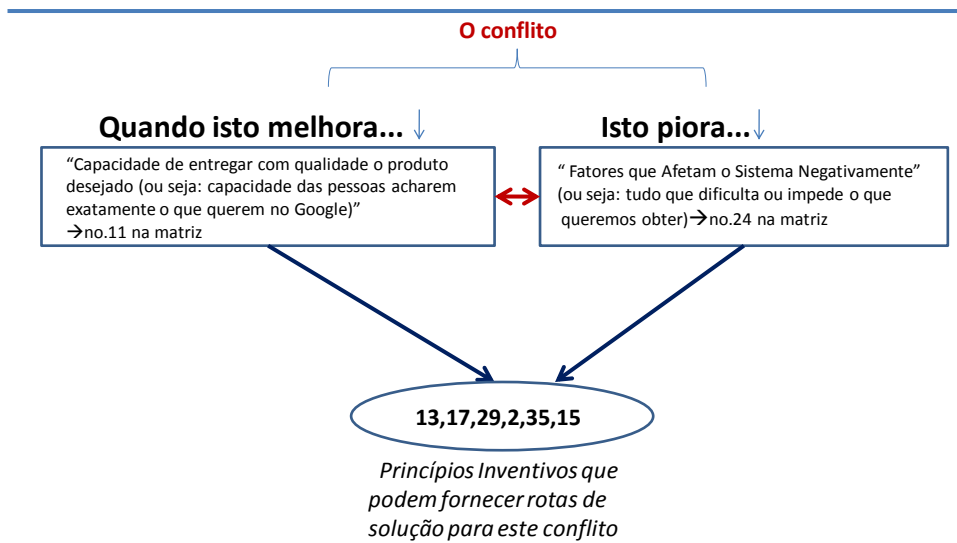 O conflito
Quando isto melhora...
Isto piora...
“Capacidade de entregar com qualidade o produto
desejado (ou seja: capacidade das pessoas acharem
exatamente o que querem no Google)”
→no.11 na matriz
“ Fatores que Afetam o Sistema Negativamente”
(ou seja: tudo que dificulta ou impede o que
queremos obter)→no.24 na matriz
13,17,29,2,35,15
Princípios Inventivos que
podem fornecer rotas de
solução para este conflito